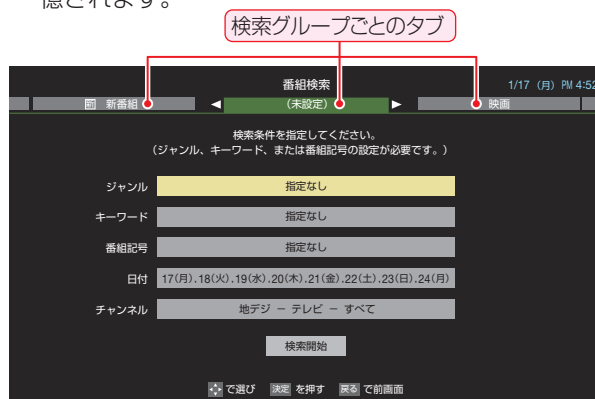 憶されます。
検索グループごとのタブ
番組検索 1/17 (月) PM 4:52
新 新番組 ◀ (未設定) ▶ 映画
検索条件を指定してください。
(ジャンル、キーワード、または番組記号の設定が必要です。)
ジャンル 指定なし
キーワード 指定なし
番組記号 指定なし
日付 17(月).18(火).19(水).20(木).21(金).22(土).23(日).24(月)
チャンネル 地デジ － テレビ － すべて
検索開始
で選び 決定 を押す 戻る で前画面